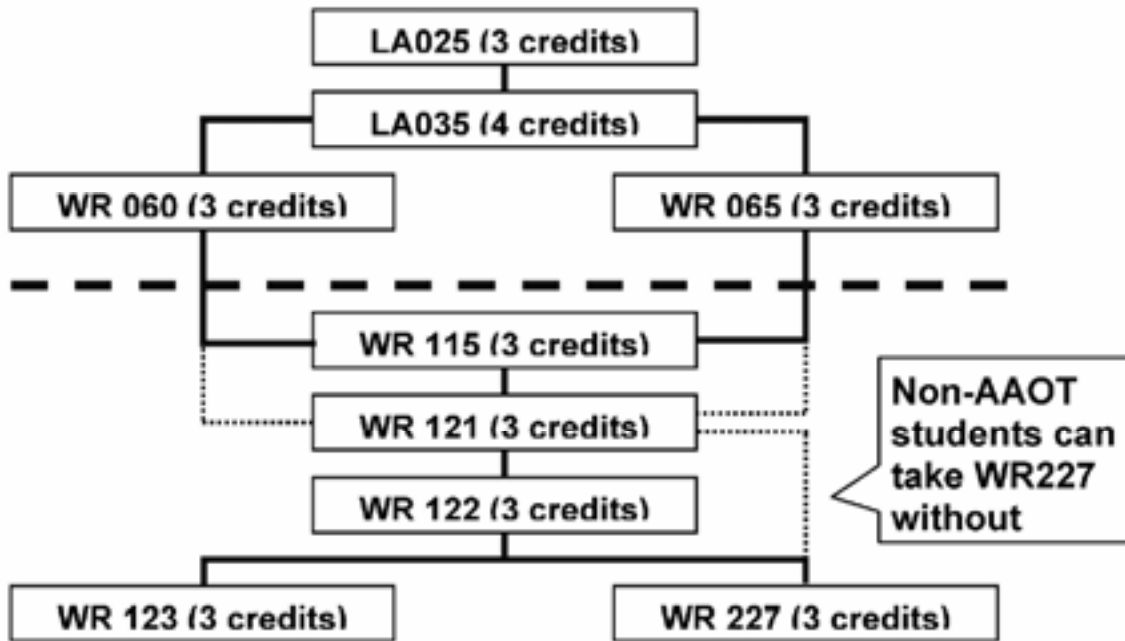 LA025 (3 credits)
LA035 (4 credits)
WR 060 (3 credits)
WR 065 (3 credits)
WR 115 (3 credits)
WR 121 (3 credits)
WR 122 (3 credits)
Non-AAOT
students can
take WR227
without
WR 123 (3 credits)
WR 227 (3 credits)